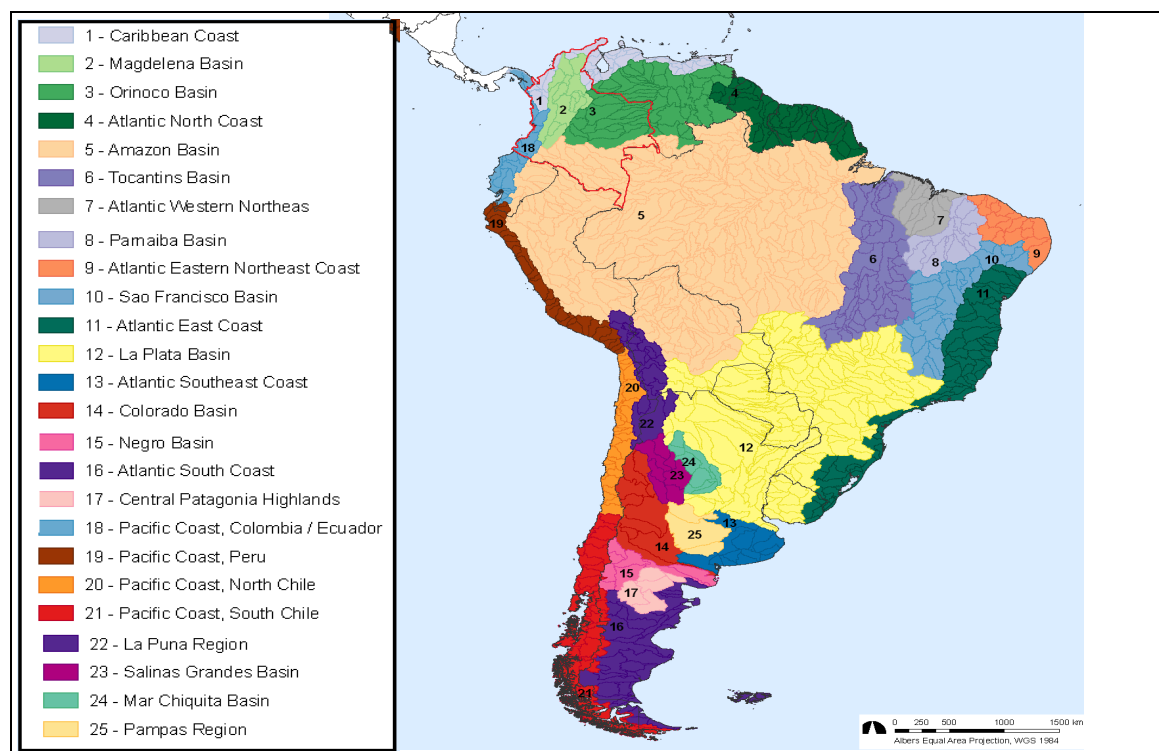 1 - Caribbean Coast
2 - Magdelena Basin
3 - Orinoco Basin
4 - Atlantic North Coast
5 - Amazon Basin
6 - Tocantins Basin
7 - Atlantic Western Northeas
8 - Parnaiba Basin
9 - Atlantic Eastern Northeast Coast
10 - Sao Francisco Basin
11 - Atlantic East Coast
12 - La Plata Basin
13 - Atlantic Southeast Coast
14 - Colorado Basin
15 - Negro Basin
16 - Atlantic South Coast
17 - Central Patagonia Highlands
18 - Pacific Coast, Colombia / Ecuador
19 - Pacific Coast, Peru
20 - Pacific Coast, North Chile
21 - Pacific Coast, South Chile
22 - La Puna Region
23 - Salinas Grandes Basin
24 - Mar Chiquita Basin
25 - Pampas Region
4
1
2
3
18
5
19
7
6
8
10
9
11
20
22
12
24
23
13
25
14
15
17
16
21
0 250 500 1000 1500 km
Albers Equal Area Projection, WGS 1984